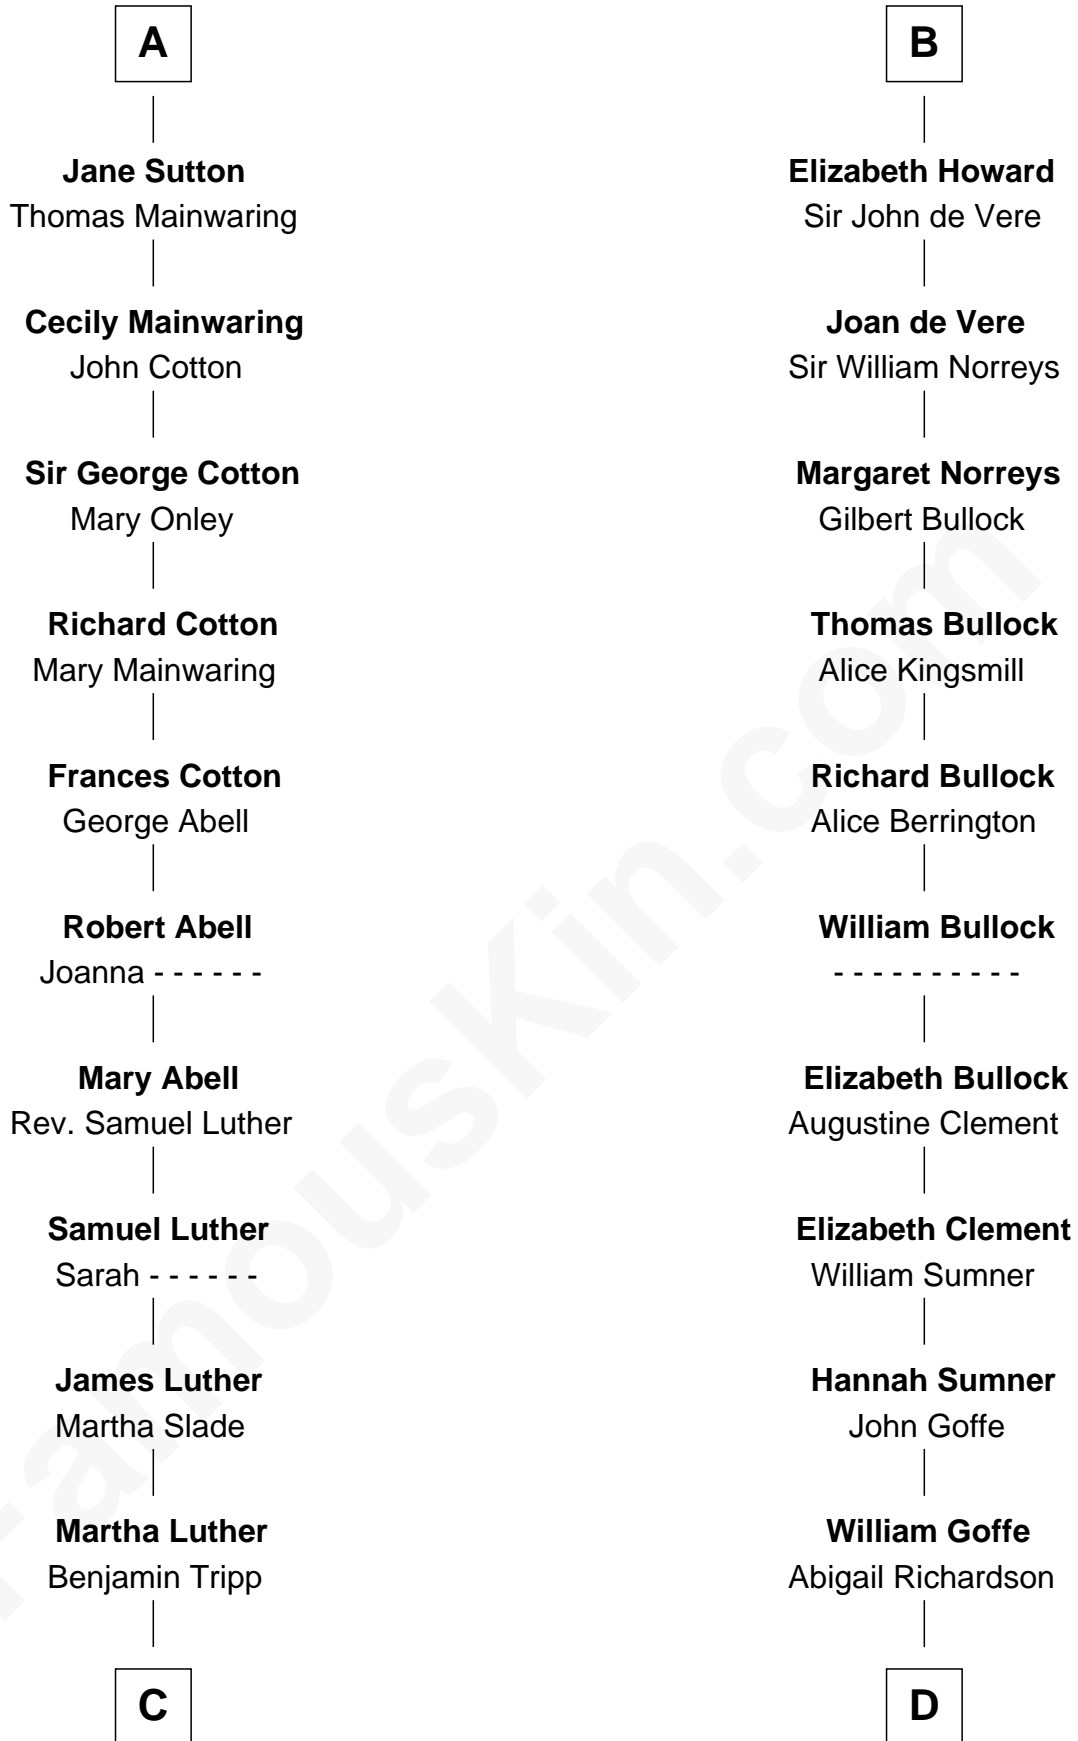 A
Jane Sutton
Thomas Mainwaring
Cecily Mainwaring
John Cotton
Sir George Cotton
Mary Onley
Richard Cotton
Mary Mainwaring
Frances Cotton
George Abell
Robert Abell
Joanna - - - - - -
Mary Abell
Rev. Samuel Luther
Samuel Luther
Sarah - - - - - -
James Luther
Martha Slade
Martha Luther
Benjamin Tripp
C
B
Elizabeth Howard
Sir John de Vere
Joan de Vere
Sir William Norreys
Margaret Norreys
Gilbert Bullock
Thomas Bullock
Alice Kingsmill
Richard Bullock
Alice Berrington
William Bullock
- - - - - - - - - -
Elizabeth Bullock
Augustine Clement
Elizabeth Clement
William Sumner
Hannah Sumner
John Goffe
William Goffe
Abigail Richardson
D
FamousKin.com